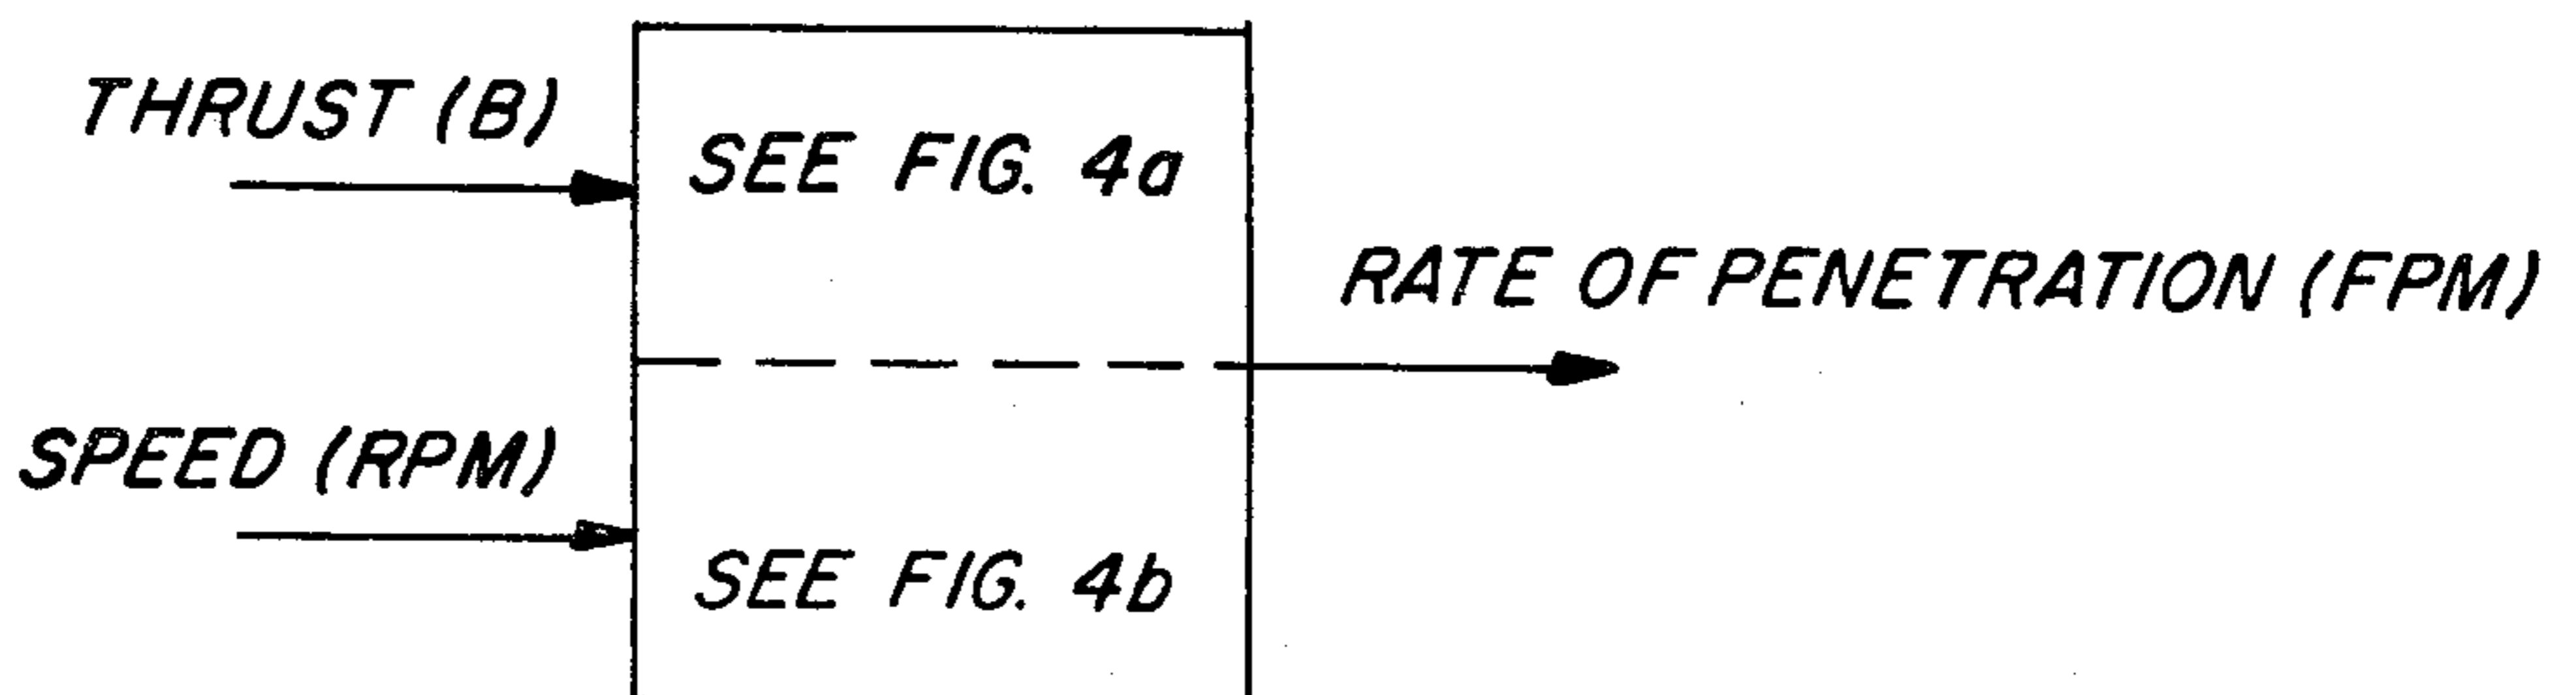 THRUST (B)
SEE FIG. 4a
RATE OF PENETRATION (FPM)
SPEED (RPM)
SEE FIG. 4b